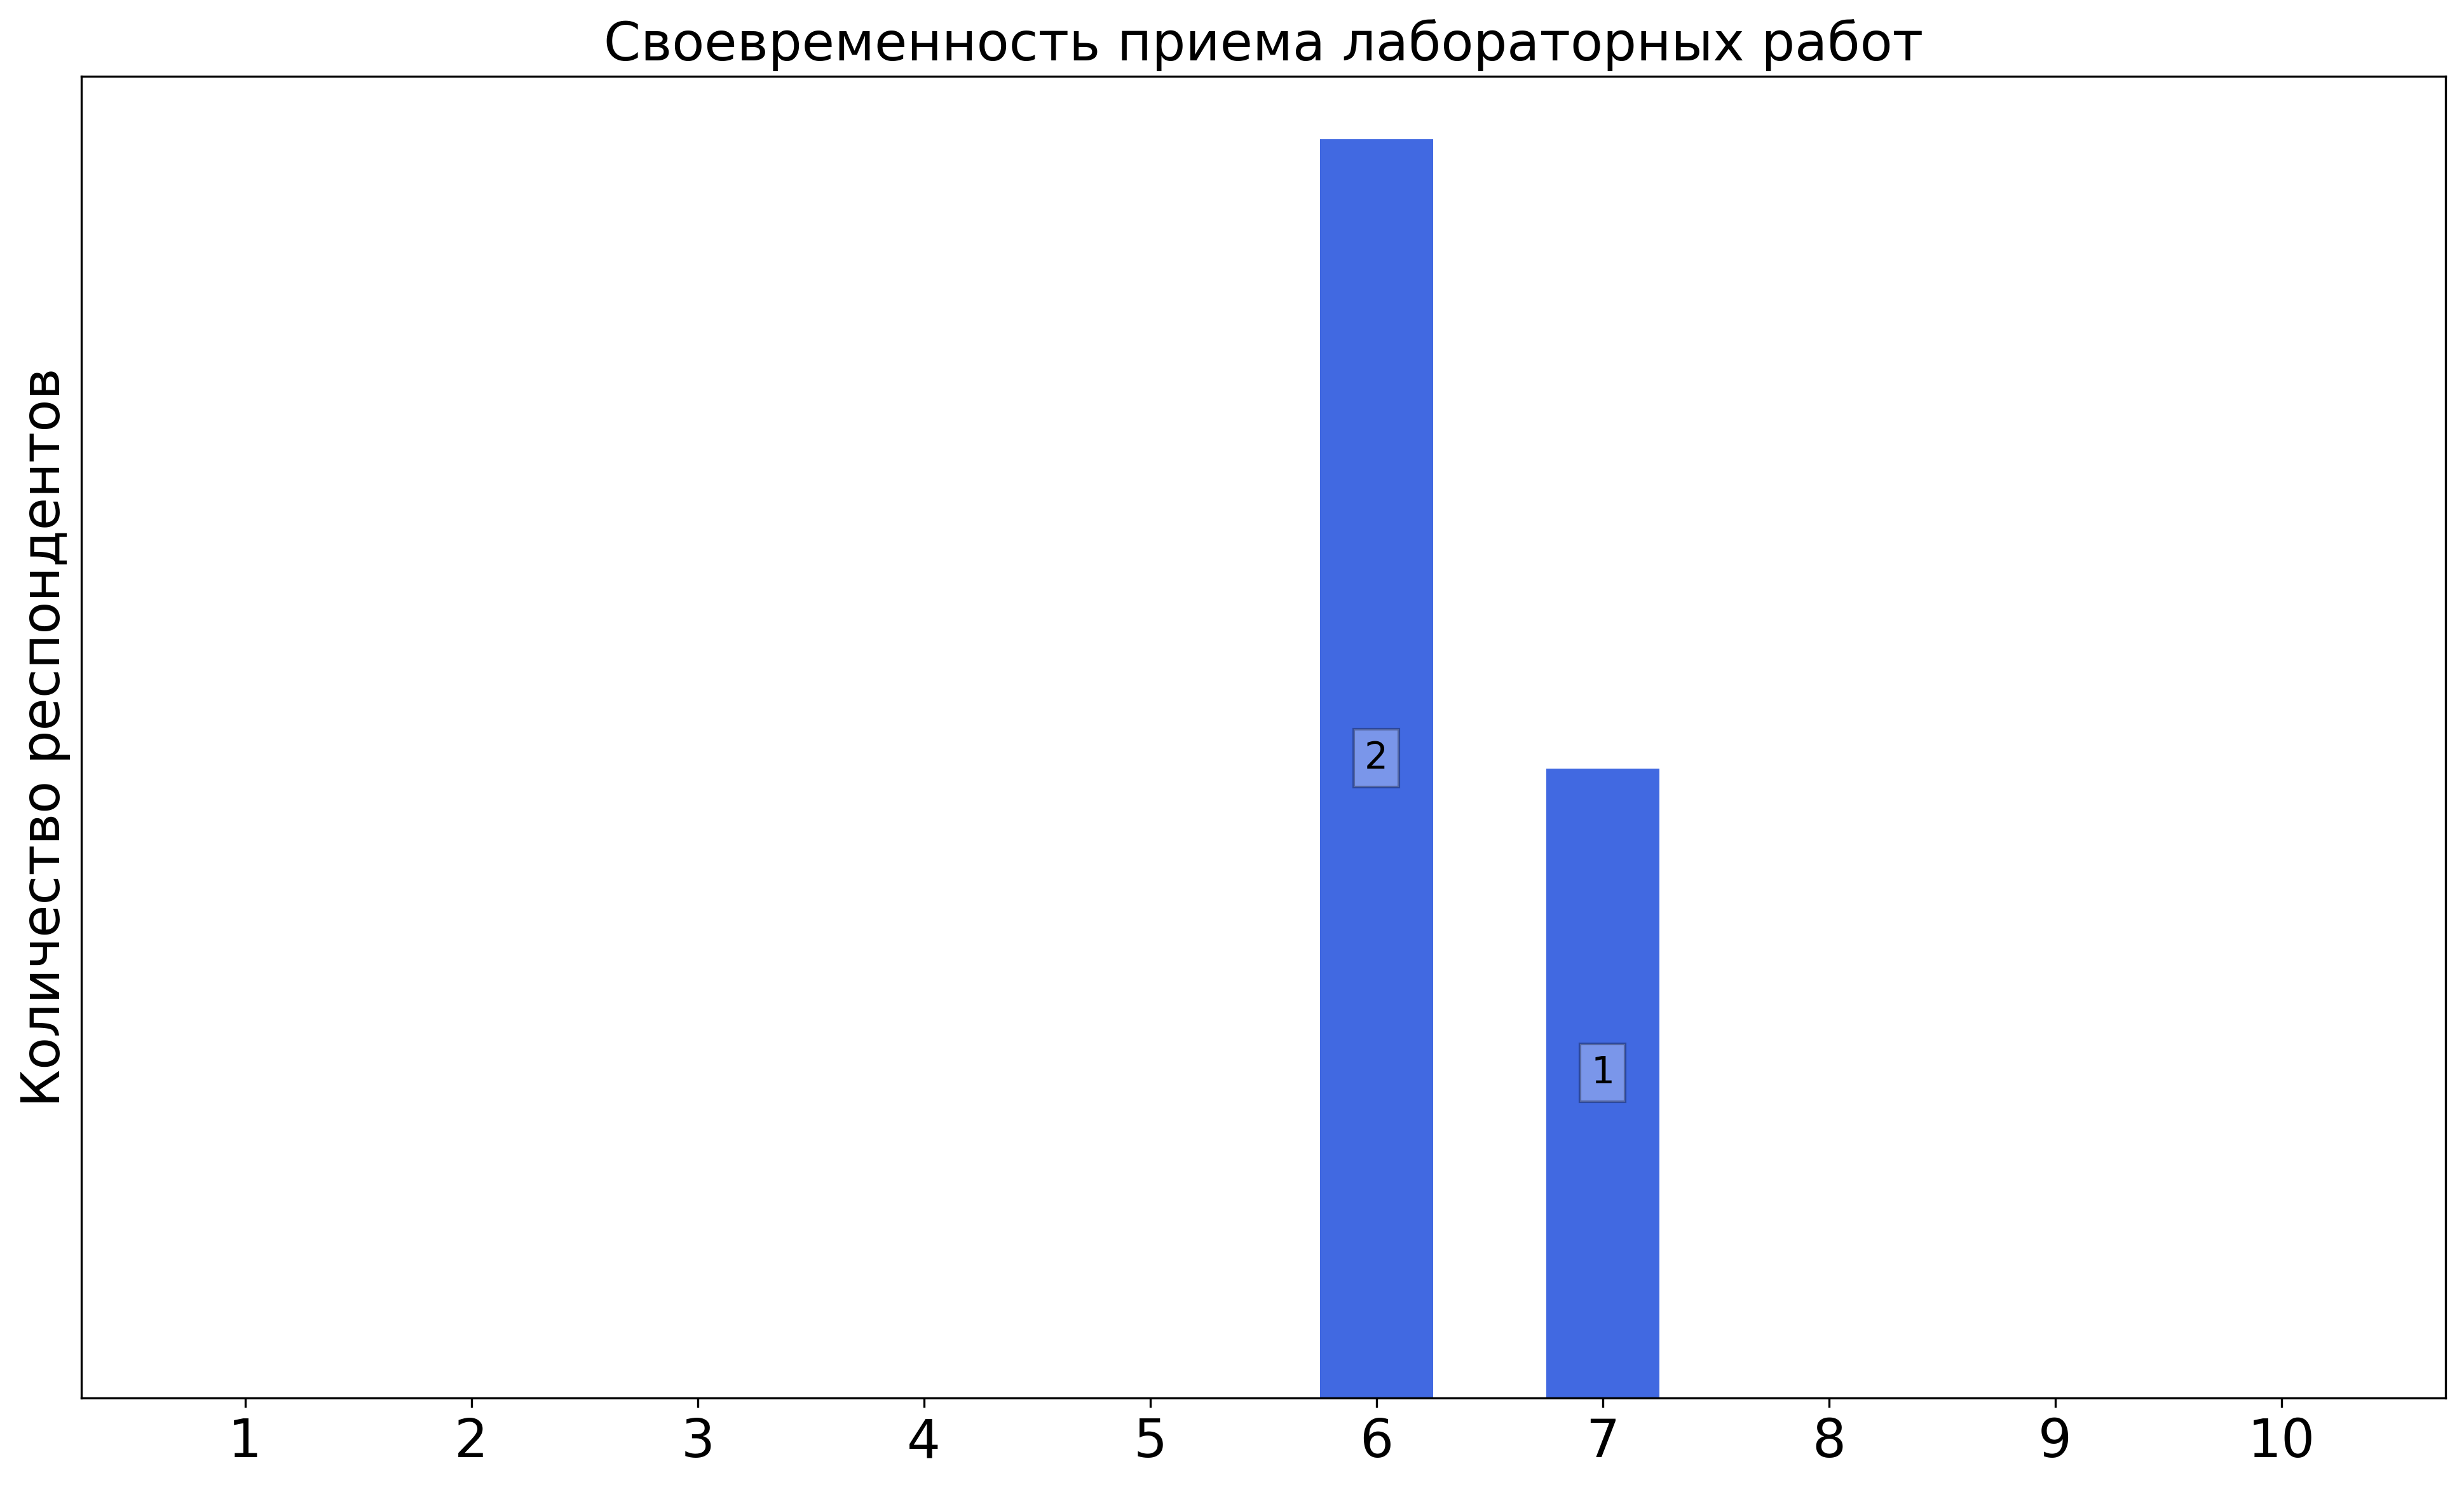 Своевременность приема лабораторных работ
Количество респондентов
2
1
1 2 3 4 5 6 7 8 9 10